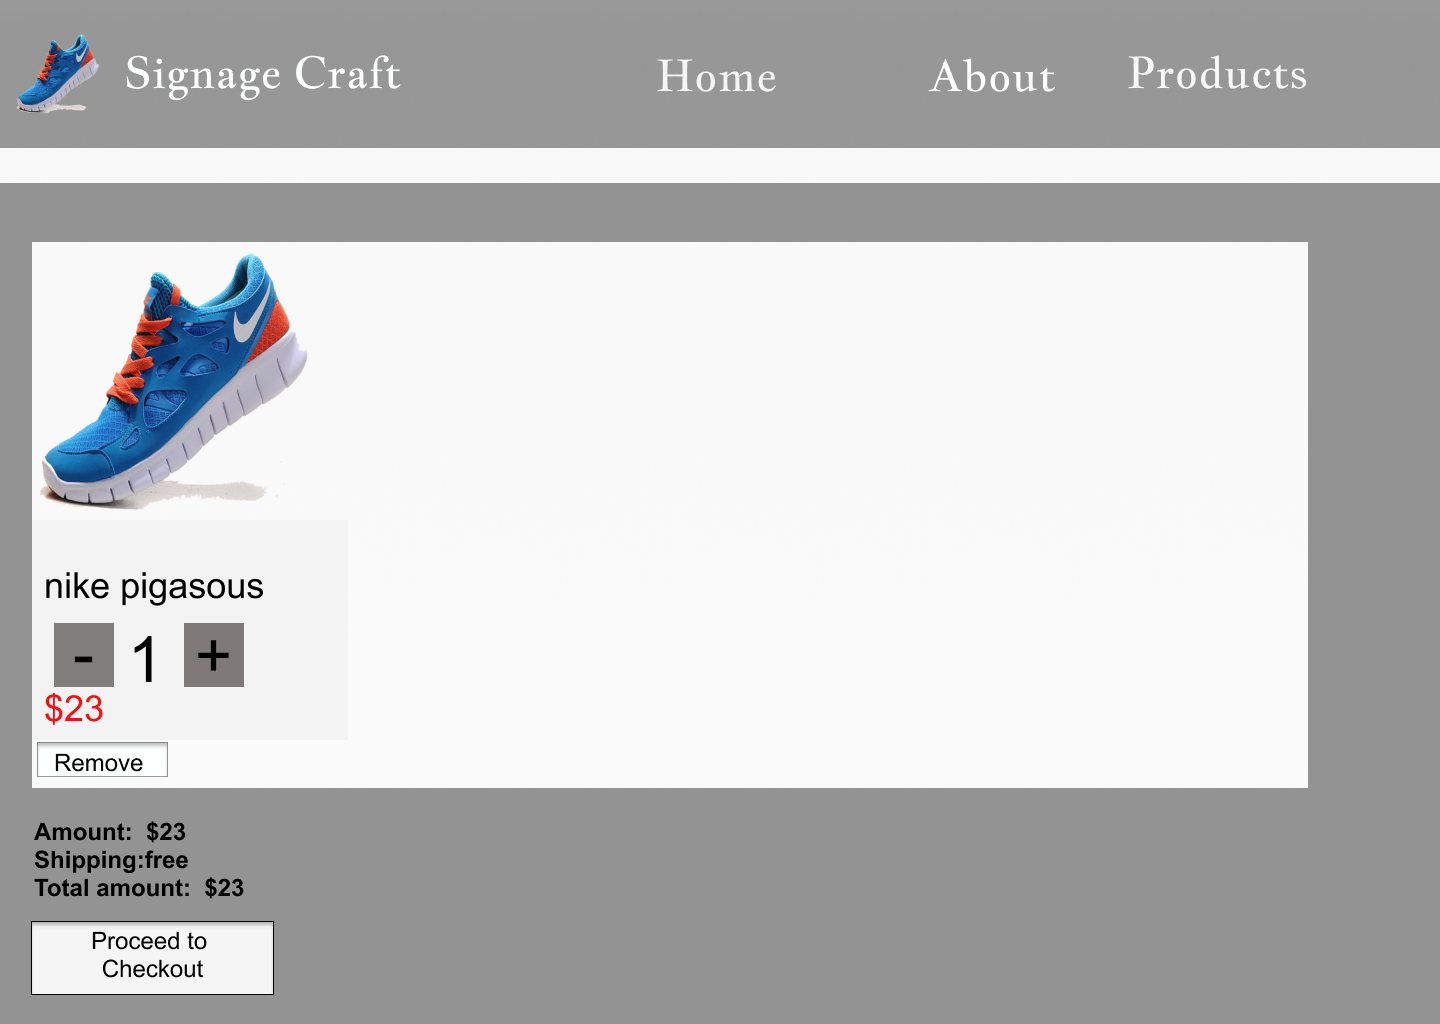 Signage Craft Home About Products
nike pigasous
- 1 +
$23
Remove
Amount: $23
Shipping:free
Total amount: $23
Proceed to
Checkout